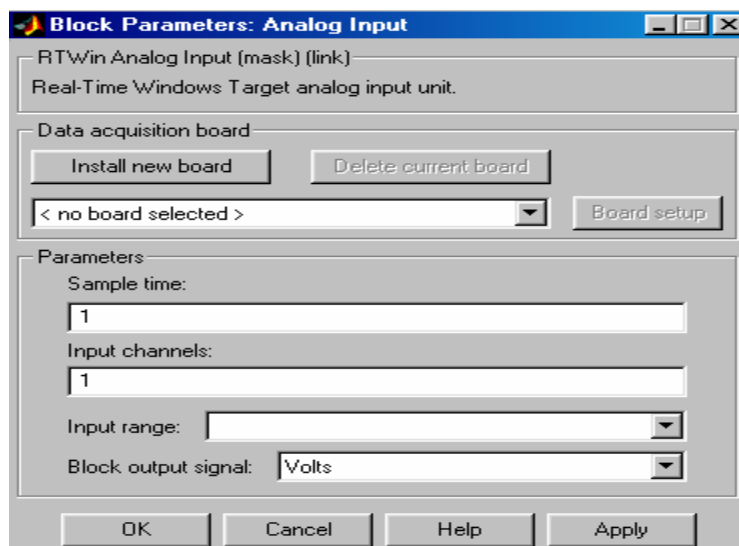 Block Parameters: Analog Input
RTWin Analog Input (mask) (link)
Real-Time Windows Target analog input unit.
Data acquisition board
Install new board
Delete current board
< no board selected >
Board setup
Parameters
Sample time:
1
Input channels:
1
Input range:
Block output signal: Volts
OK Cancel Help Apply